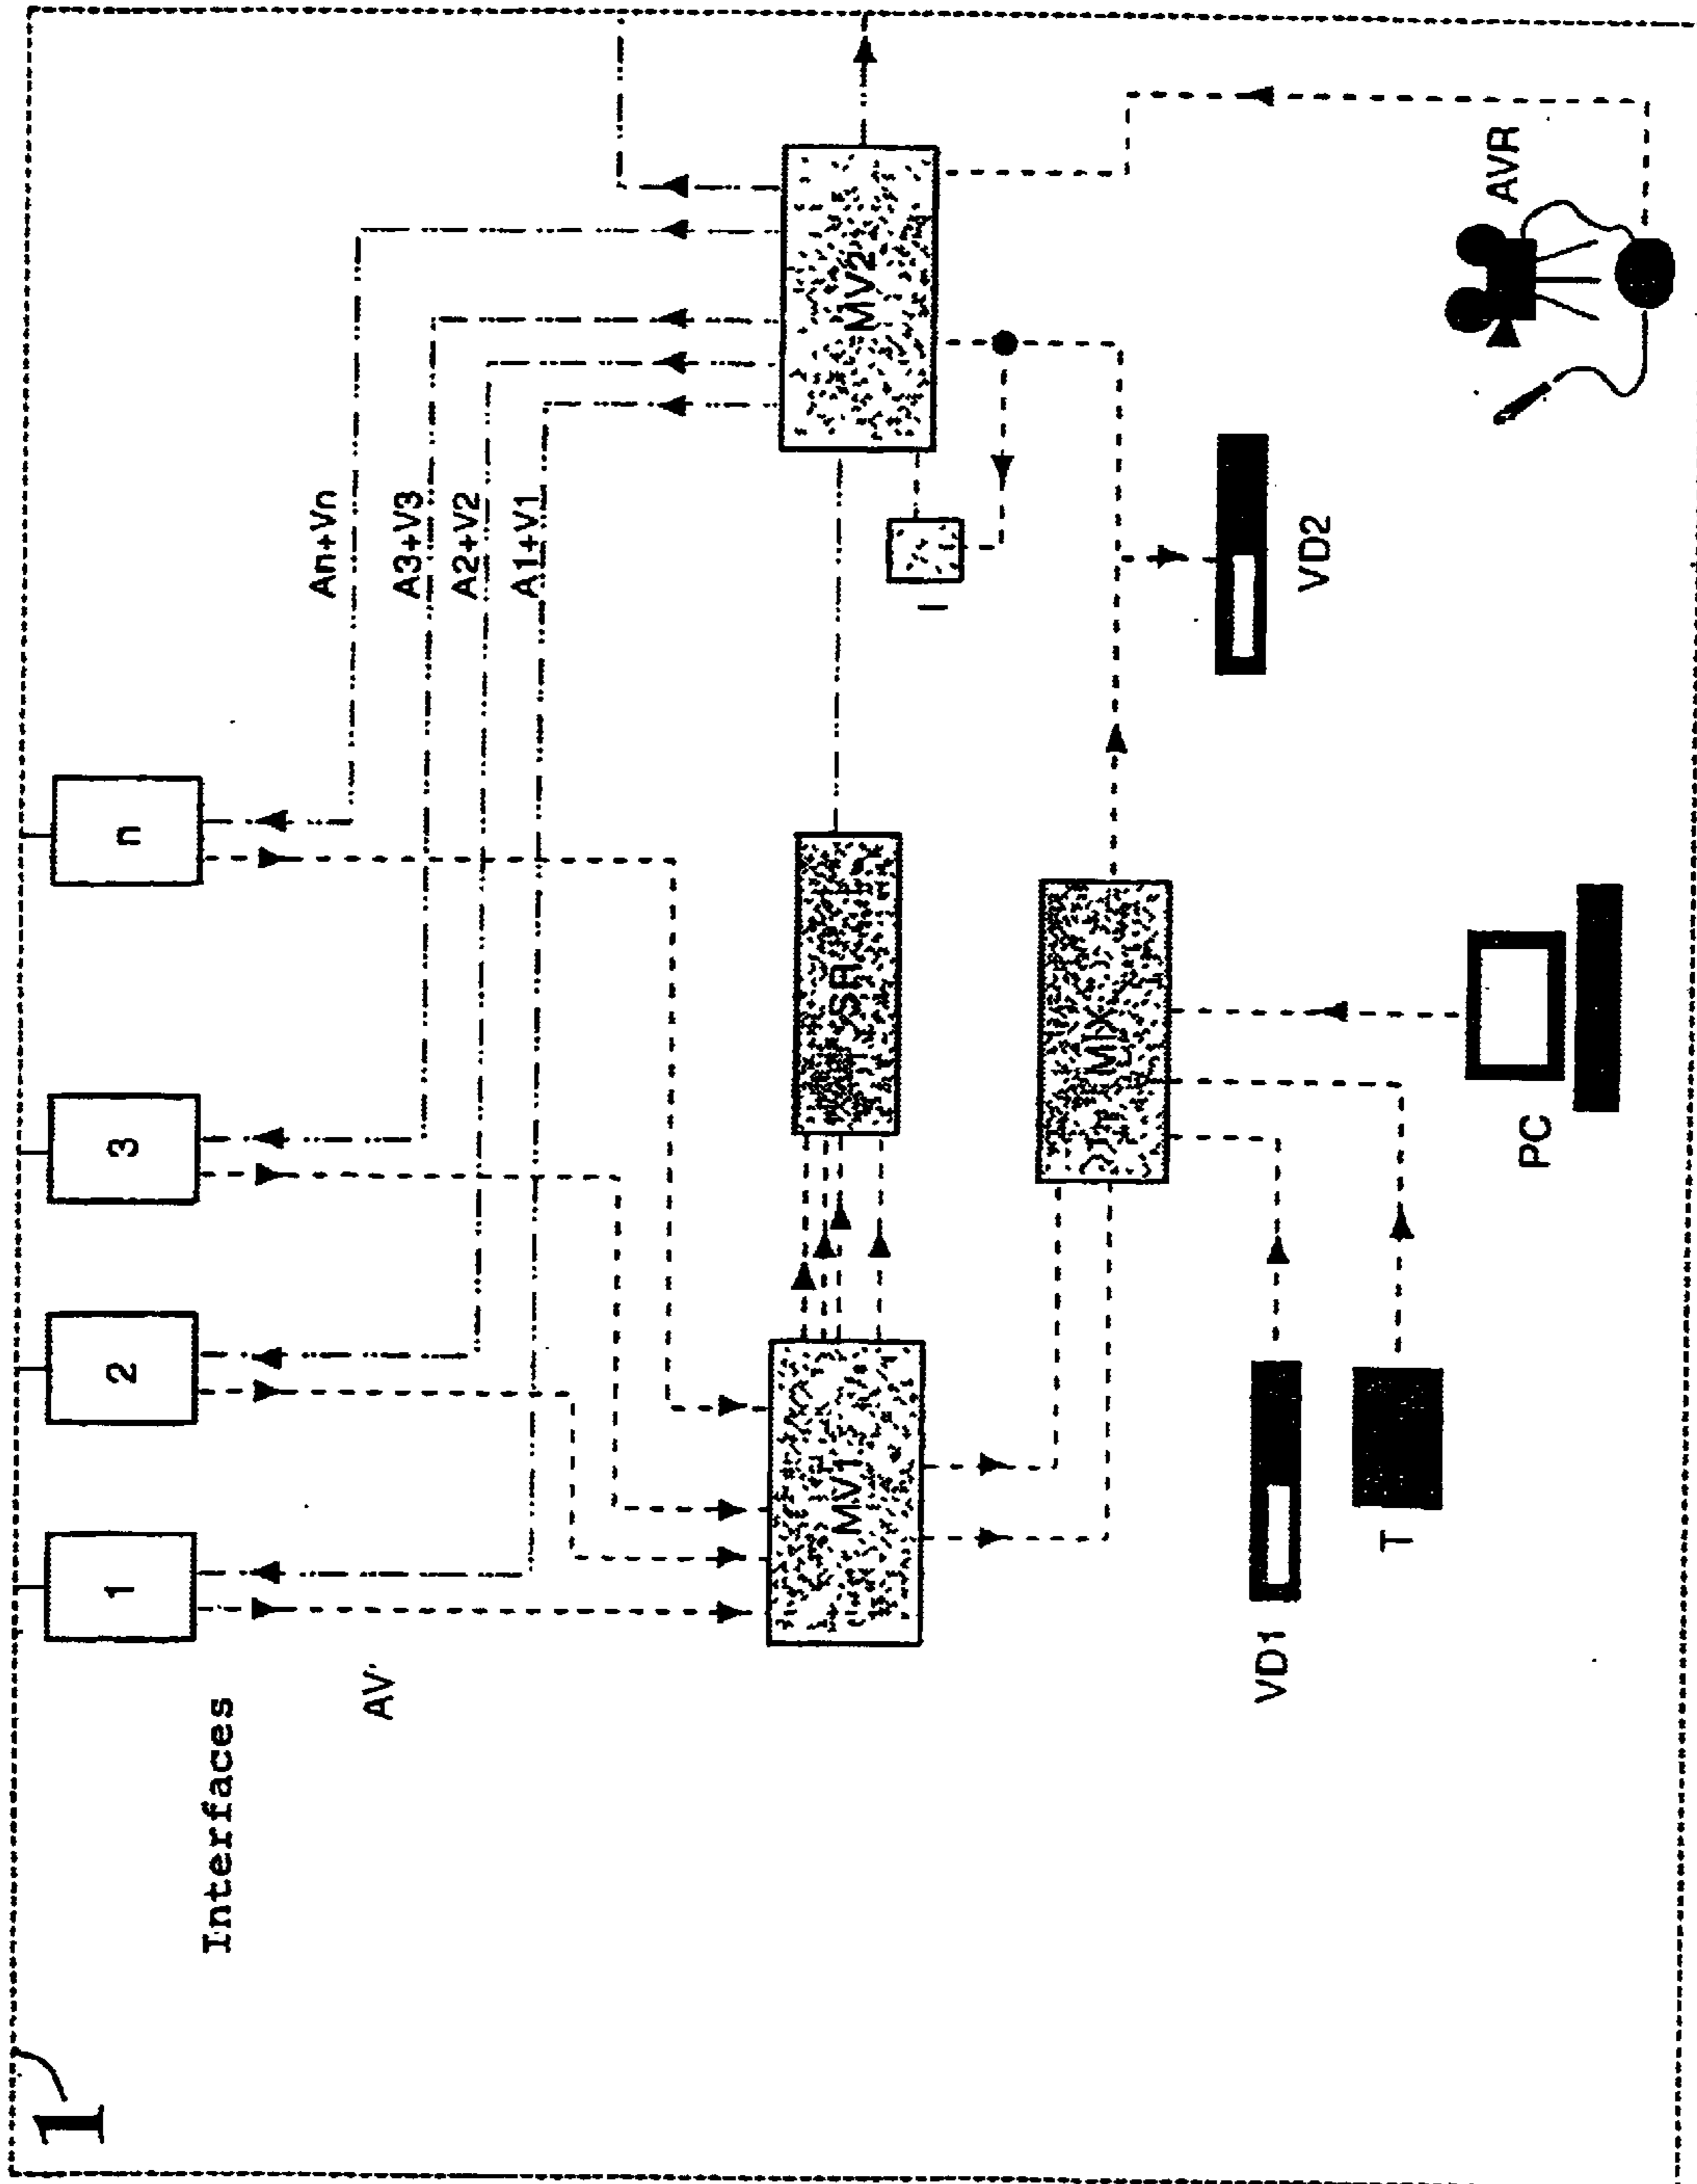 1
Interfaces
AV'
1
2
3
n
An+Vn
A3+V3
A2+V2
A1+V1
MV1
SR
MV2
I
MIX
VD1
T
PC
VD2
AVR